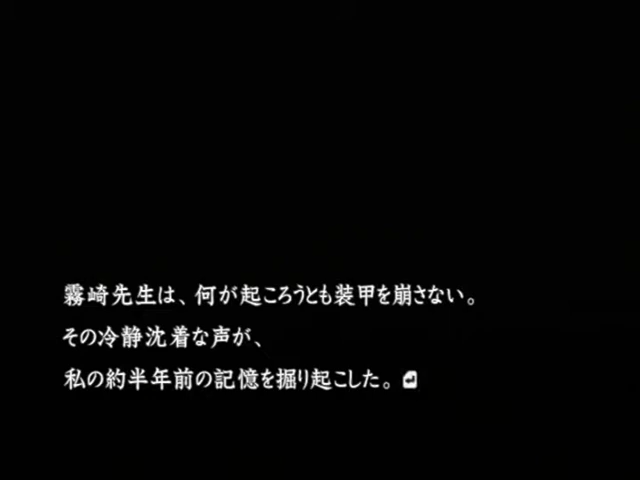 霧崎先生は、何が起ころうとも装甲を崩さない。
その冷静沈着な声が、
私の約半年前の記憶を掘り起こした。